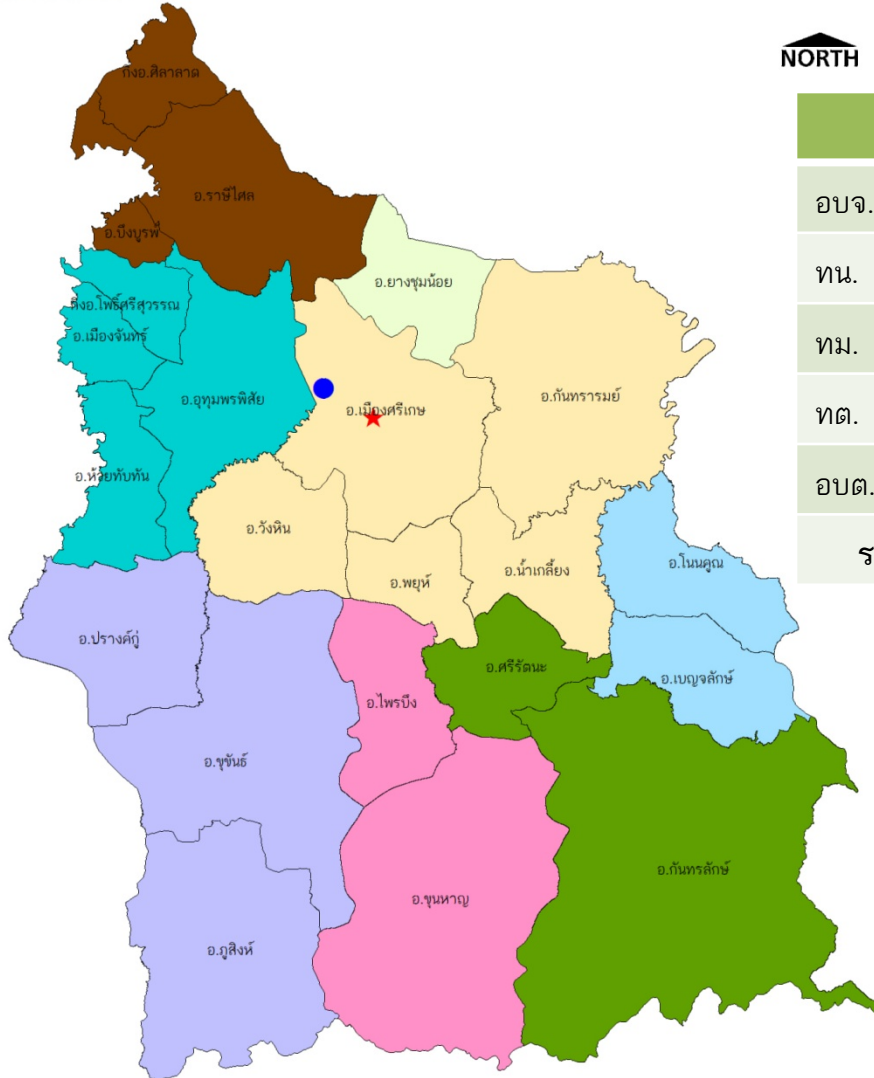 กิ่งอ.ศิลาลาด
NORTH
อ.ราษีไศล
อบจ.
อ.บึงบูรพ์
ทน.
อ.ยางชุมน้อย
กิ่งอ.โพธิ์ศรีสุวรรณ
อ.เมืองจันทร์
ทม.
อ.อุทุมพรพิสัย
อ.เมืองศรีเกษ
อ.กันทรารมย์
ทต.
อ.ห้วยทับทัน
อบต.
อ.วังหิน
อ.พยุห์
อ.น้ำเกลี้ยง
อ.โนนคูณ
ร
อ.ปรางค์กู่
อ.ศรีรัตนะ
อ.เบญจลักษ์
อ.ไพรบึง
อ.ขุขันธ์
อ.กันทรลักษ์
อ.ขุนหาญ
อ.ภูสิงห์